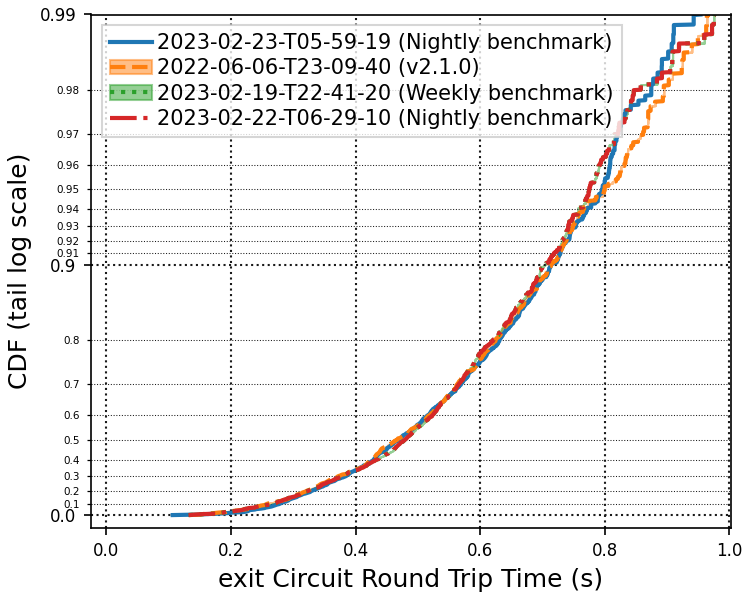 0.99
2023-02-23-T05-59-19 (Nightly benchmark)
2022-06-06-T23-09-40 (v2.1.0)
2023-02-19-T22-41-20 (Weekly benchmark)
2023-02-22-T06-29-10 (Nightly benchmark)
0.98
0.97
0.96
0.95
0.94
0.93
0.92
0.91
0.9
0.8
0.7
0.6
0.5
0.4
0.3
0.2
0.1
0.0
CDF (tail log scale)
0.0 0.2 0.4 0.6 0.8 1.0
exit Circuit Round Trip Time (s)